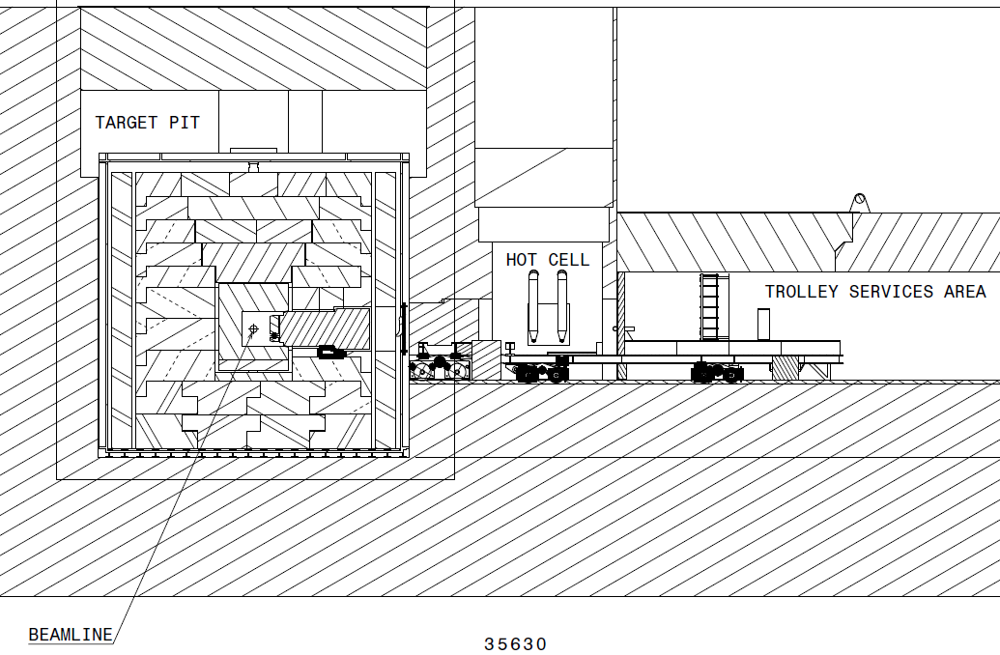 TARGET PIT
HOT CELL
TROLLEY SERVICES AREA
BEAMLINE
35630